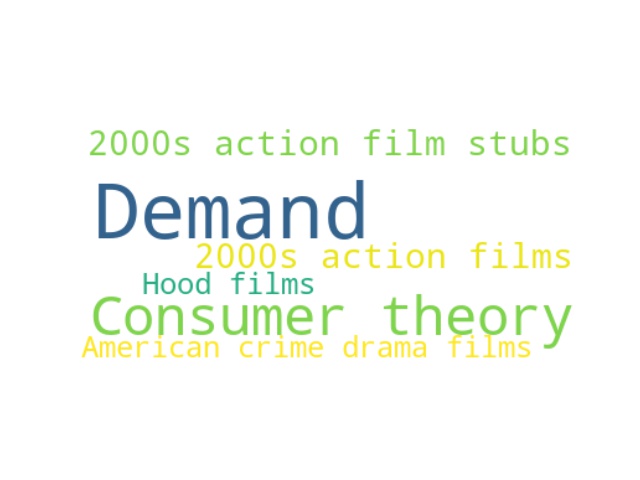 2000s action film stubs
Demand
2000s action films
Hood films
Consumer theory
American crime drama films